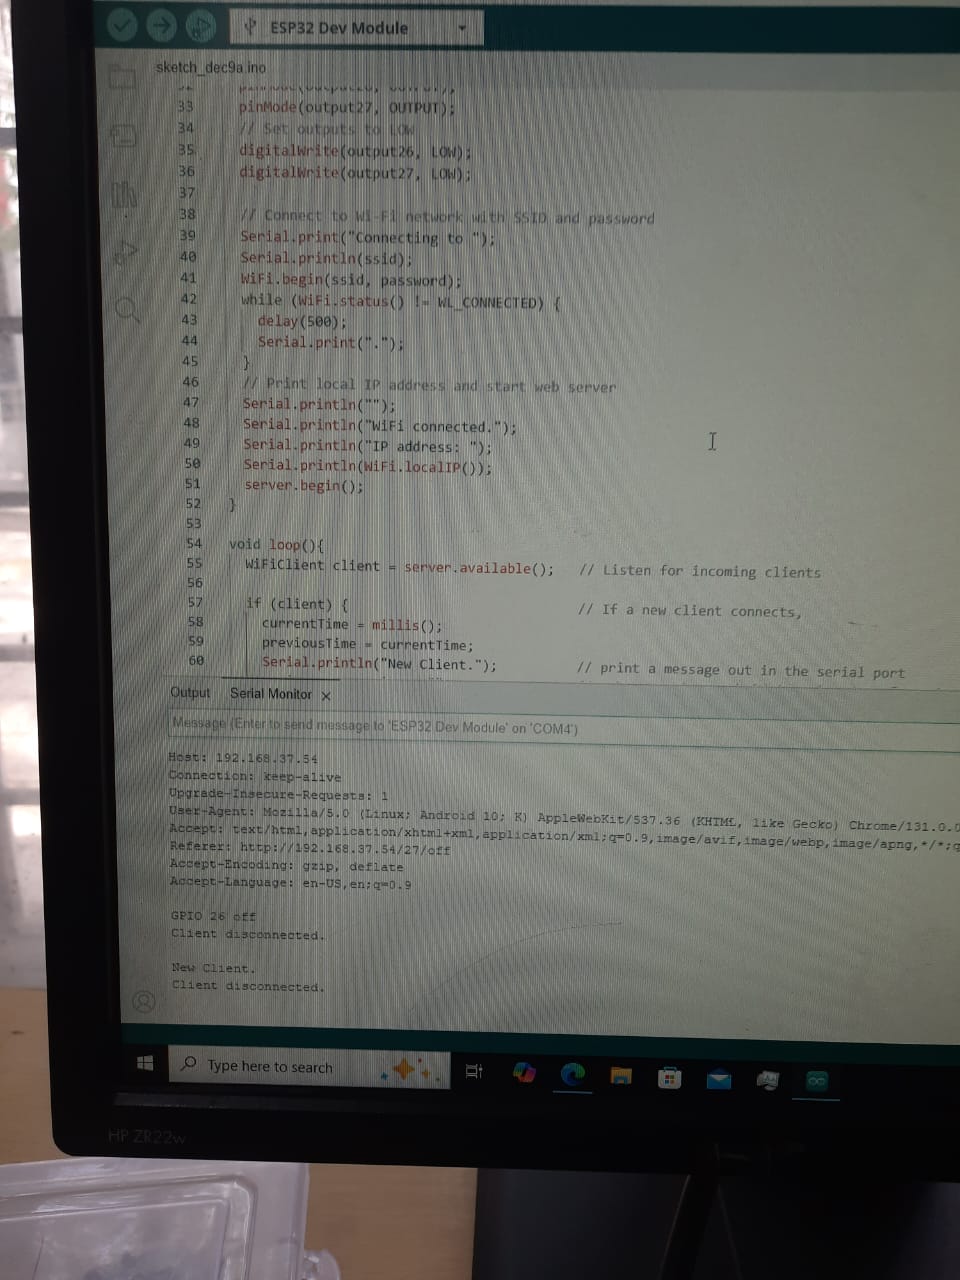 ESP32 Dev Module
sketch_dec9a.ino
33 pinMode(output27, OUTPUT);
34 // Set outputs to LOW
35 digitalWrite(output26, LOW);
36 digitalWrite(output27, LOW);
37
38 // Connect to Wi-Fi network with SSID and password
39 Serial.print("Connecting to ");
40 Serial.println(ssid);
41 WiFi.begin(ssid, password);
42 while (WiFi.status() != WL_CONNECTED) {
43 delay(500);
44 Serial.print(".");
45 }
46 // Print local IP address and start web server
47 Serial.println("");
48 Serial.println("WiFi connected.");
49 Serial.println("IP address: ");
50 Serial.println(WiFi.localIP());
51 server.begin();
52 }
53
54 void loop(){
55 WiFiClient client = server.available(); // Listen for incoming clients
56
57 if (client) { // If a new client connects,
58 currentTime = millis();
59 previousTime = currentTime;
60 Serial.println("New Client."); // print a message out in the serial port
Output Serial Monitor
Message (Enter to send message to 'ESP32 Dev Module' on 'COM4')
Host: 192.168.37.54
Connection: keep-alive
Upgrade-Insecure-Requests: 1
User-Agent: Mozilla/5.0 (Linux; Android 10; K) AppleWebKit/537.36 (KHTML, like Gecko) Chrome/131.0.0
Accept: text/html,application/xhtml+xml,application/xml;q=0.9,image/avif,image/webp,image/apng,*/*;q
Referer: http://192.168.37.54/27/off
Accept-Encoding: gzip, deflate
Accept-Language: en-US,en;q=0.9
GPIO 26 off
Client disconnected.
New Client.
Client disconnected.
Type here to search
HP ZR22w